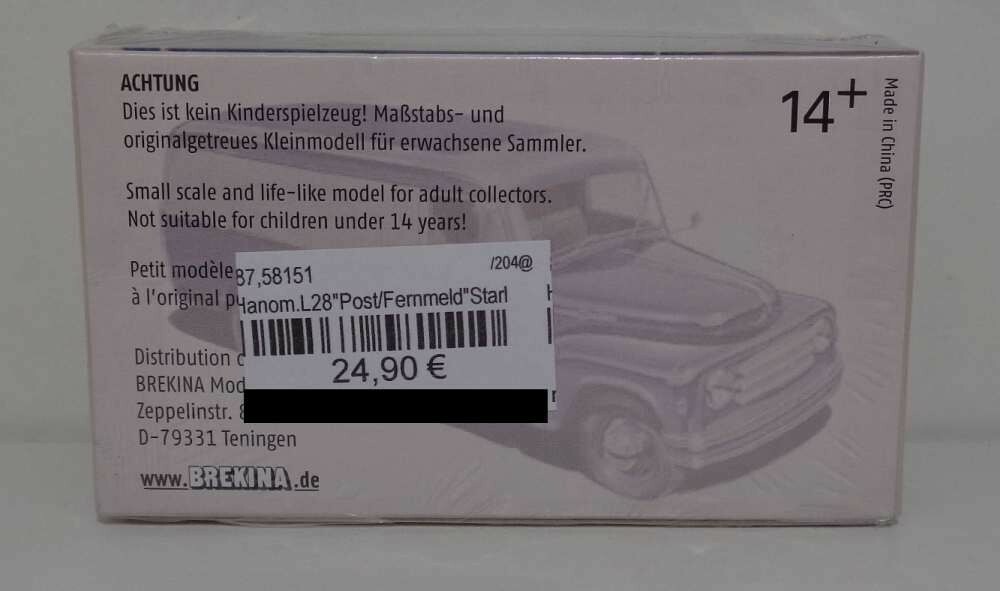 ACHTUNG
Dies ist kein Kinderspielzeug! Maßstabs- und
originalgetreues Kleinmodell für erwachsene Sammler.
14+
Made in China (PRC)
Small scale and life-like model for adult collectors.
Not suitable for children under 14 years!
Petit modèle
à l'original
/204@
87,58151
Hanom.L28"Post/Fernmeld"Starl
24,90 €
Distribution
BREKINA
Zeppelinstr.
D-79331 Teningen
www.BREKINA.de